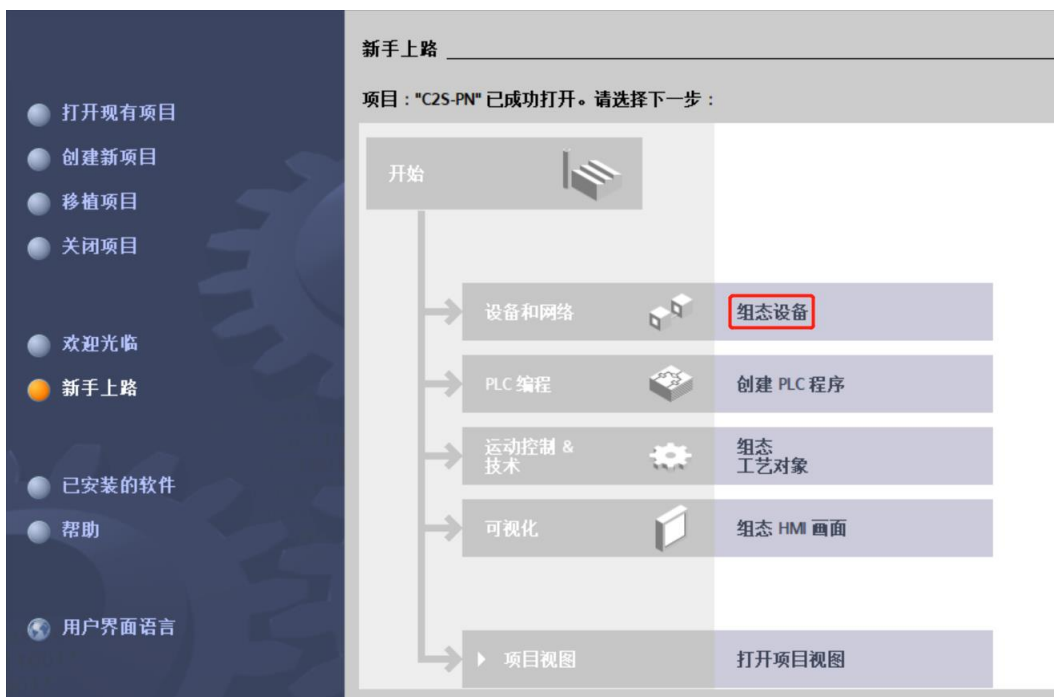 打开现有项目
创建新项目
移植项目
关闭项目
欢迎光临
新手上路
已安装的软件
帮助
用户界面语言
新手上路
项目："C2S-PN" 已成功打开。请选择下一步：
开始
设备和网络
组态设备
PLC 编程
创建 PLC 程序
运动控制 &
技术
组态
工艺对象
可视化
组态 HMI 画面
项目视图
打开项目视图